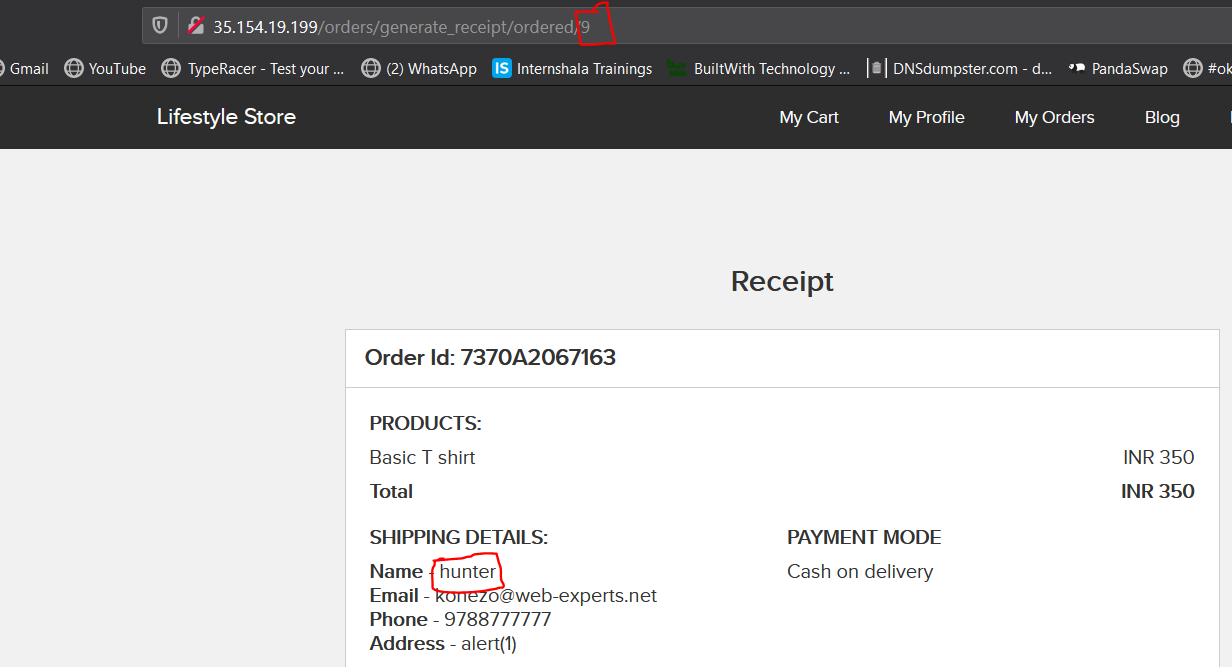 35.154.19.199/orders/generate_receipt/ordered/9
Gmail YouTube TypeRacer - Test your ... (2) WhatsApp IS Internshala Trainings BuiltWith Technology ... DNSdumpster.com - d... PandaSwap #ok
Lifestyle Store My Cart My Profile My Orders Blog
Receipt
Order Id: 7370A2067163
PRODUCTS:
Basic T shirt INR 350
Total INR 350
SHIPPING DETAILS: PAYMENT MODE
Name - hunter Cash on delivery
Email - konezo@web-experts.net
Phone - 9788777777
Address - alert(1)